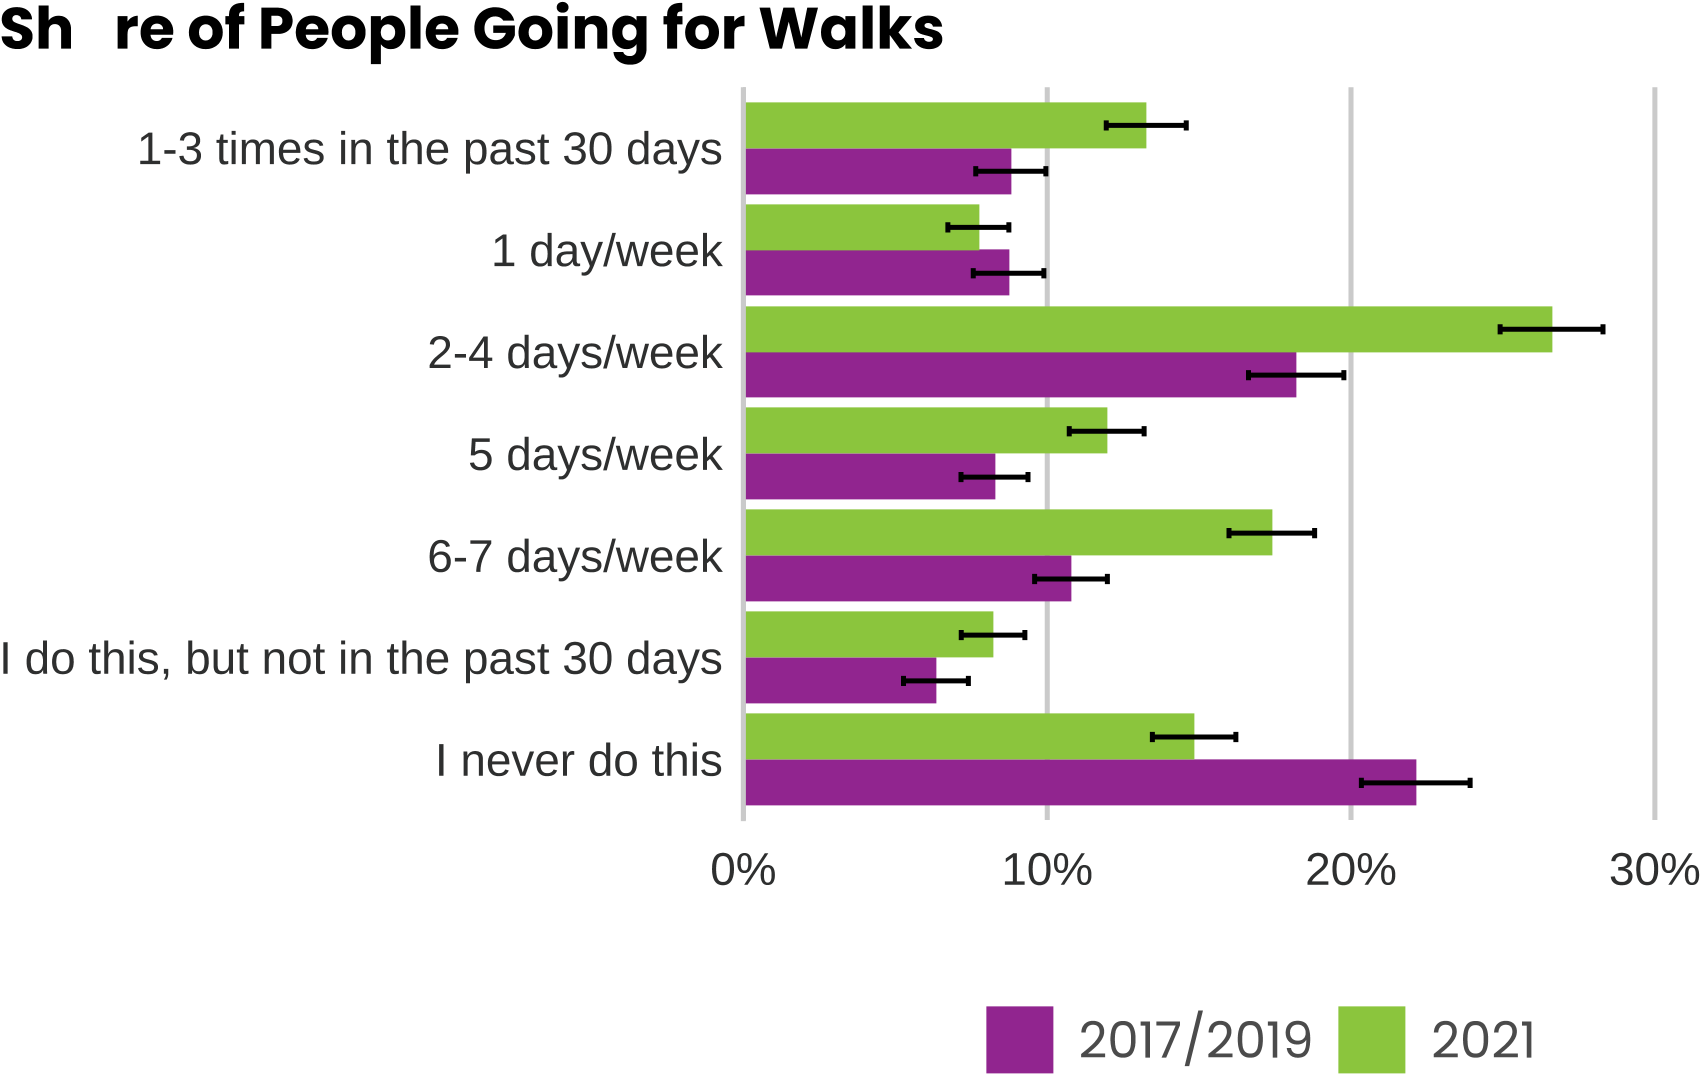 Sh re of People Going for Walks
1-3 times in the past 30 days
1 day/week
2-4 days/week
5 days/week
6-7 days/week
I do this, but not in the past 30 days
I never do this
0% 10% 20% 30%
2017/2019 2021